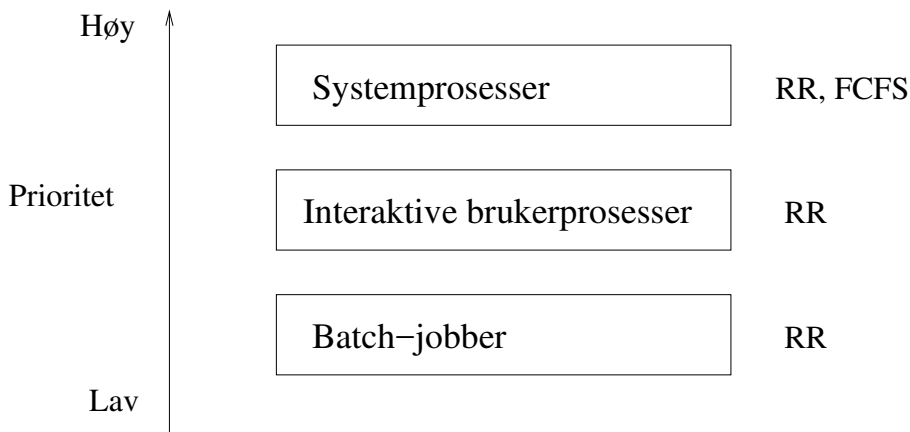 Høy
Systemprosesser RR, FCFS
Prioritet
Interaktive brukerprosesser RR
Batch−jobber RR
Lav